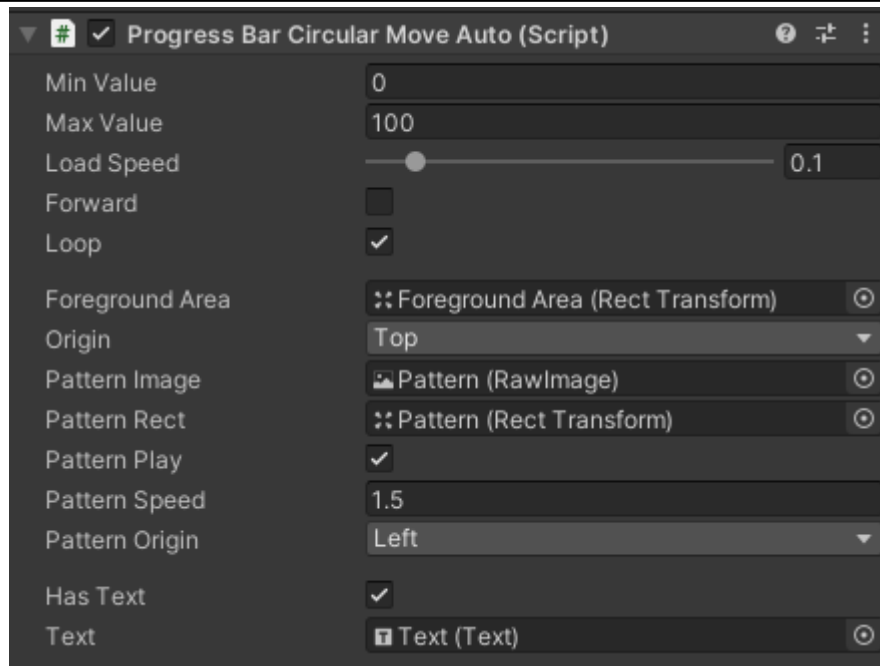 Progress Bar Circular Move Auto (Script)
Min Value 0
Max Value 100
Load Speed 0.1
Forward
Loop
Foreground Area Foreground Area (Rect Transform)
Origin Top
Pattern Image Pattern (RawImage)
Pattern Rect Pattern (Rect Transform)
Pattern Play
Pattern Speed 1.5
Pattern Origin Left
Has Text
Text Text (Text)